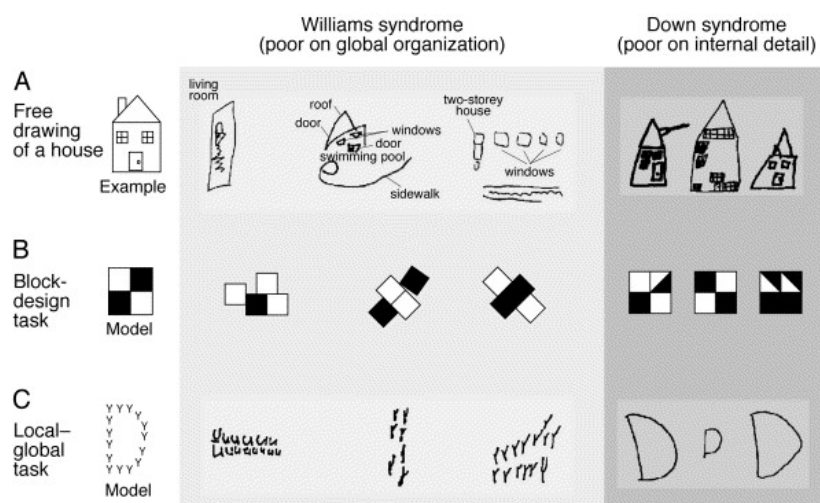 Williams syndrome
(poor on global organization)
Down syndrome
(poor on internal detail)
A
Free
drawing
of a house
Example
living
room
roof
door
windows
door
swimming pool
sidewalk
two-storey
house
windows
B
Block-
design
task
Model
C
Local–
global
task
Y Y Y
Y Y
Y Y
Y Y
Y Y
Y Y Y
Model